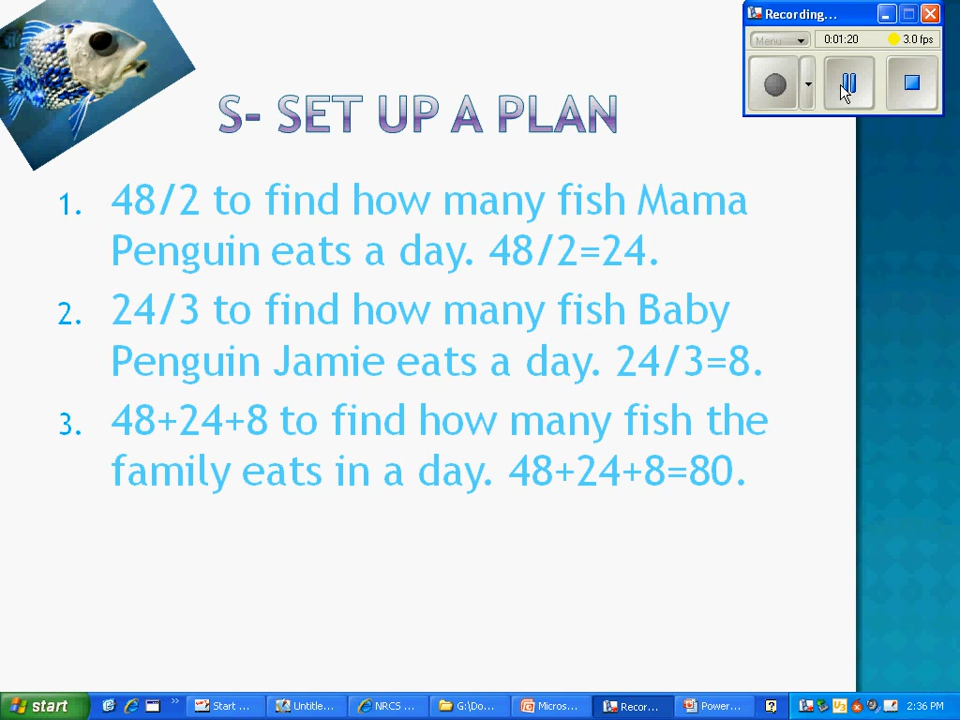 Recording...
Menu
0:01:20
3.0 fps
S- SET UP A PLAN
1. 48/2 to find how many fish Mama
Penguin eats a day. 48/2=24.
2. 24/3 to find how many fish Baby
Penguin Jamie eats a day. 24/3=8.
3. 48+24+8 to find how many fish the
family eats in a day. 48+24+8=80.
start
Start ...
Untitle...
NRCS ...
G:\Do...
Micros...
Recor...
Power...
2:36 PM